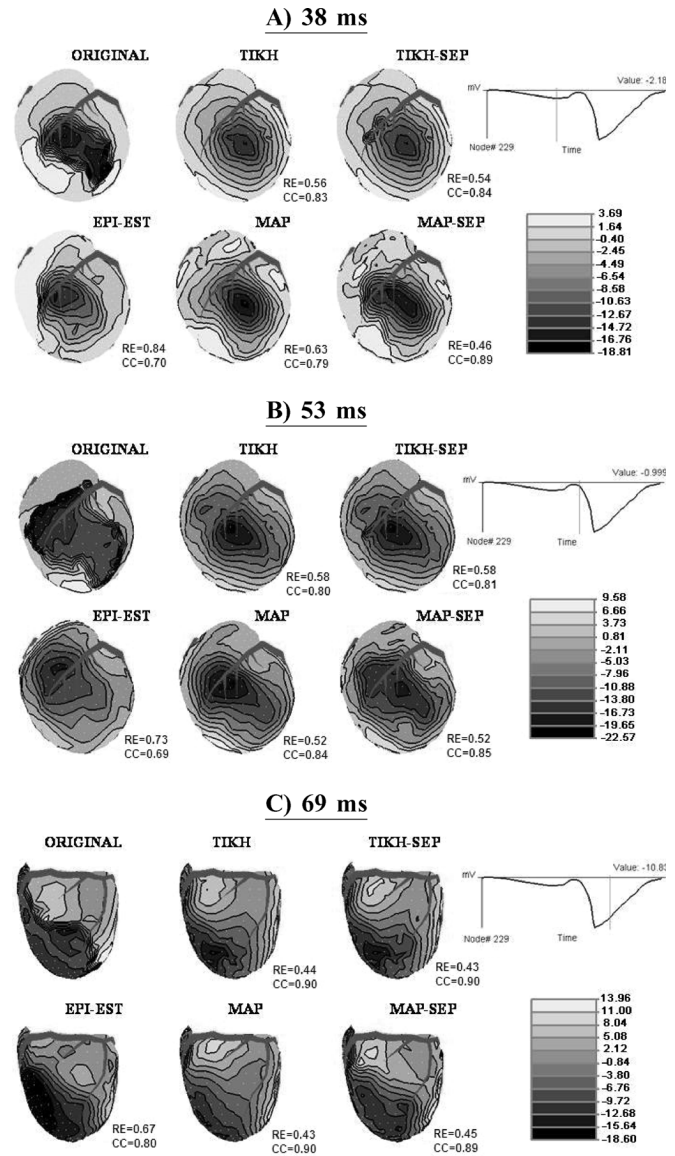 A) 38 ms
ORIGINAL
TIKH
TIKH-SEP
Value: -2.18
mV
Node# 229
Time
RE=0.56
CC=0.83
RE=0.54
CC=0.84
EPI-EST
MAP
MAP-SEP
3.69
1.64
-0.40
-2.45
-4.49
-6.54
-8.58
-10.63
-12.67
-14.72
-16.76
-18.81
RE=0.84
CC=0.70
RE=0.63
CC=0.79
RE=0.46
CC=0.89
B) 53 ms
ORIGINAL
TIKH
TIKH-SEP
Value: -0.999
mV
Node# 229
Time
RE=0.58
CC=0.80
RE=0.58
CC=0.81
EPI-EST
MAP
MAP-SEP
9.58
6.66
3.73
0.81
-2.11
-5.03
-7.96
-10.88
-13.80
-16.73
-19.65
-22.57
RE=0.73
CC=0.69
RE=0.52
CC=0.84
RE=0.52
CC=0.85
C) 69 ms
ORIGINAL
TIKH
TIKH-SEP
Value: -10.83
mV
Node# 229
Time
RE=0.44
CC=0.90
RE=0.43
CC=0.90
EPI-EST
MAP
MAP-SEP
13.96
11.00
8.04
5.08
2.12
-0.84
-3.80
-6.76
-9.72
-12.68
-15.64
-18.60
RE=0.67
CC=0.80
RE=0.43
CC=0.90
RE=0.45
CC=0.89